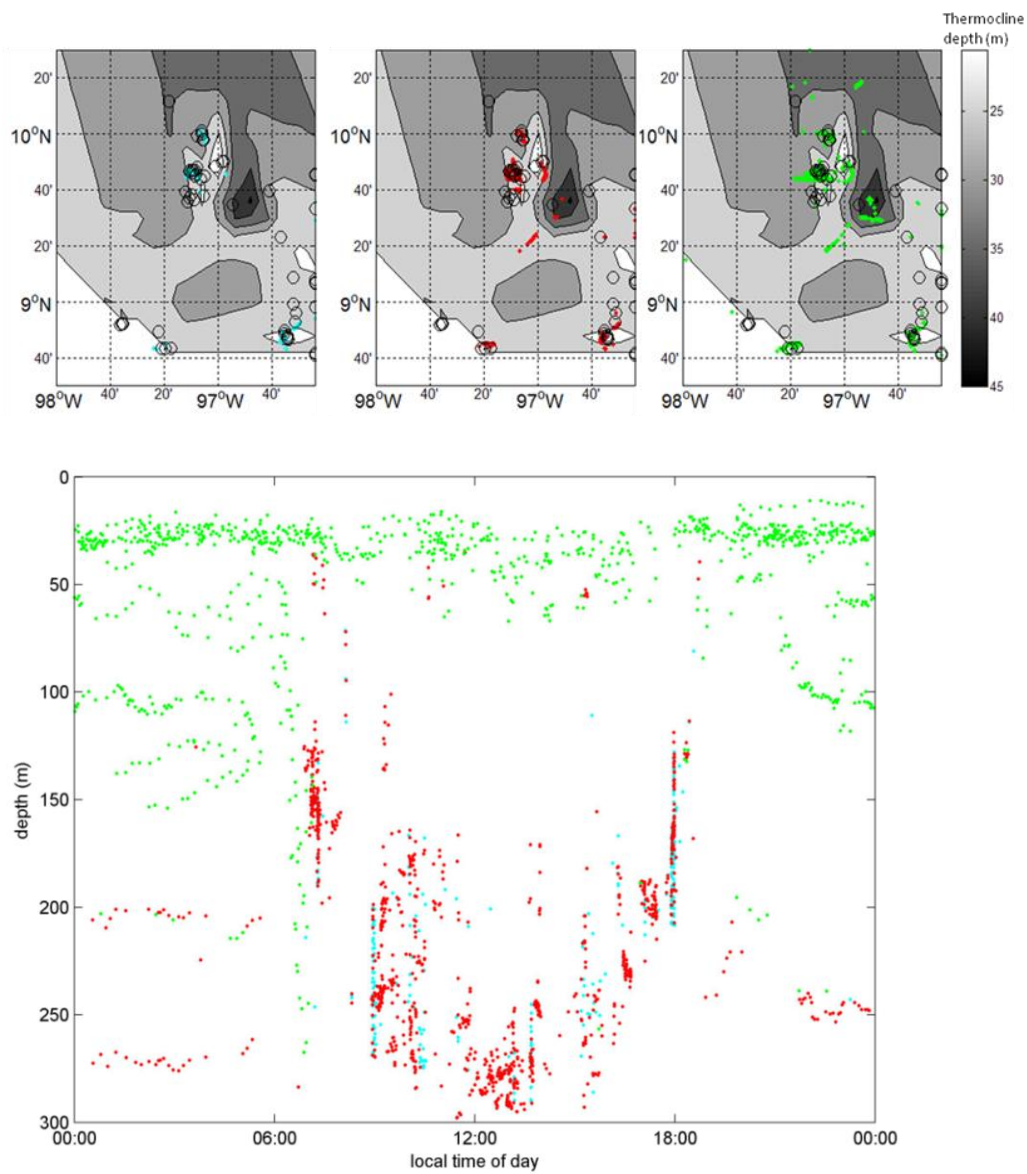 Thermocline
depth (m)
20' 20' 20'
10°N 10°N 10°N 25
40' 40' 40' 30
20' 20' 20' 35
9°N 9°N 9°N 40
40' 40' 40' 45
98°W 40' 20' 97°W 40' 98°W 40' 20' 97°W 40' 98°W 40' 20' 97°W 40'
0
50
100
150
200
250
300
depth (m)
00:00 06:00 12:00 18:00 00:00
local time of day